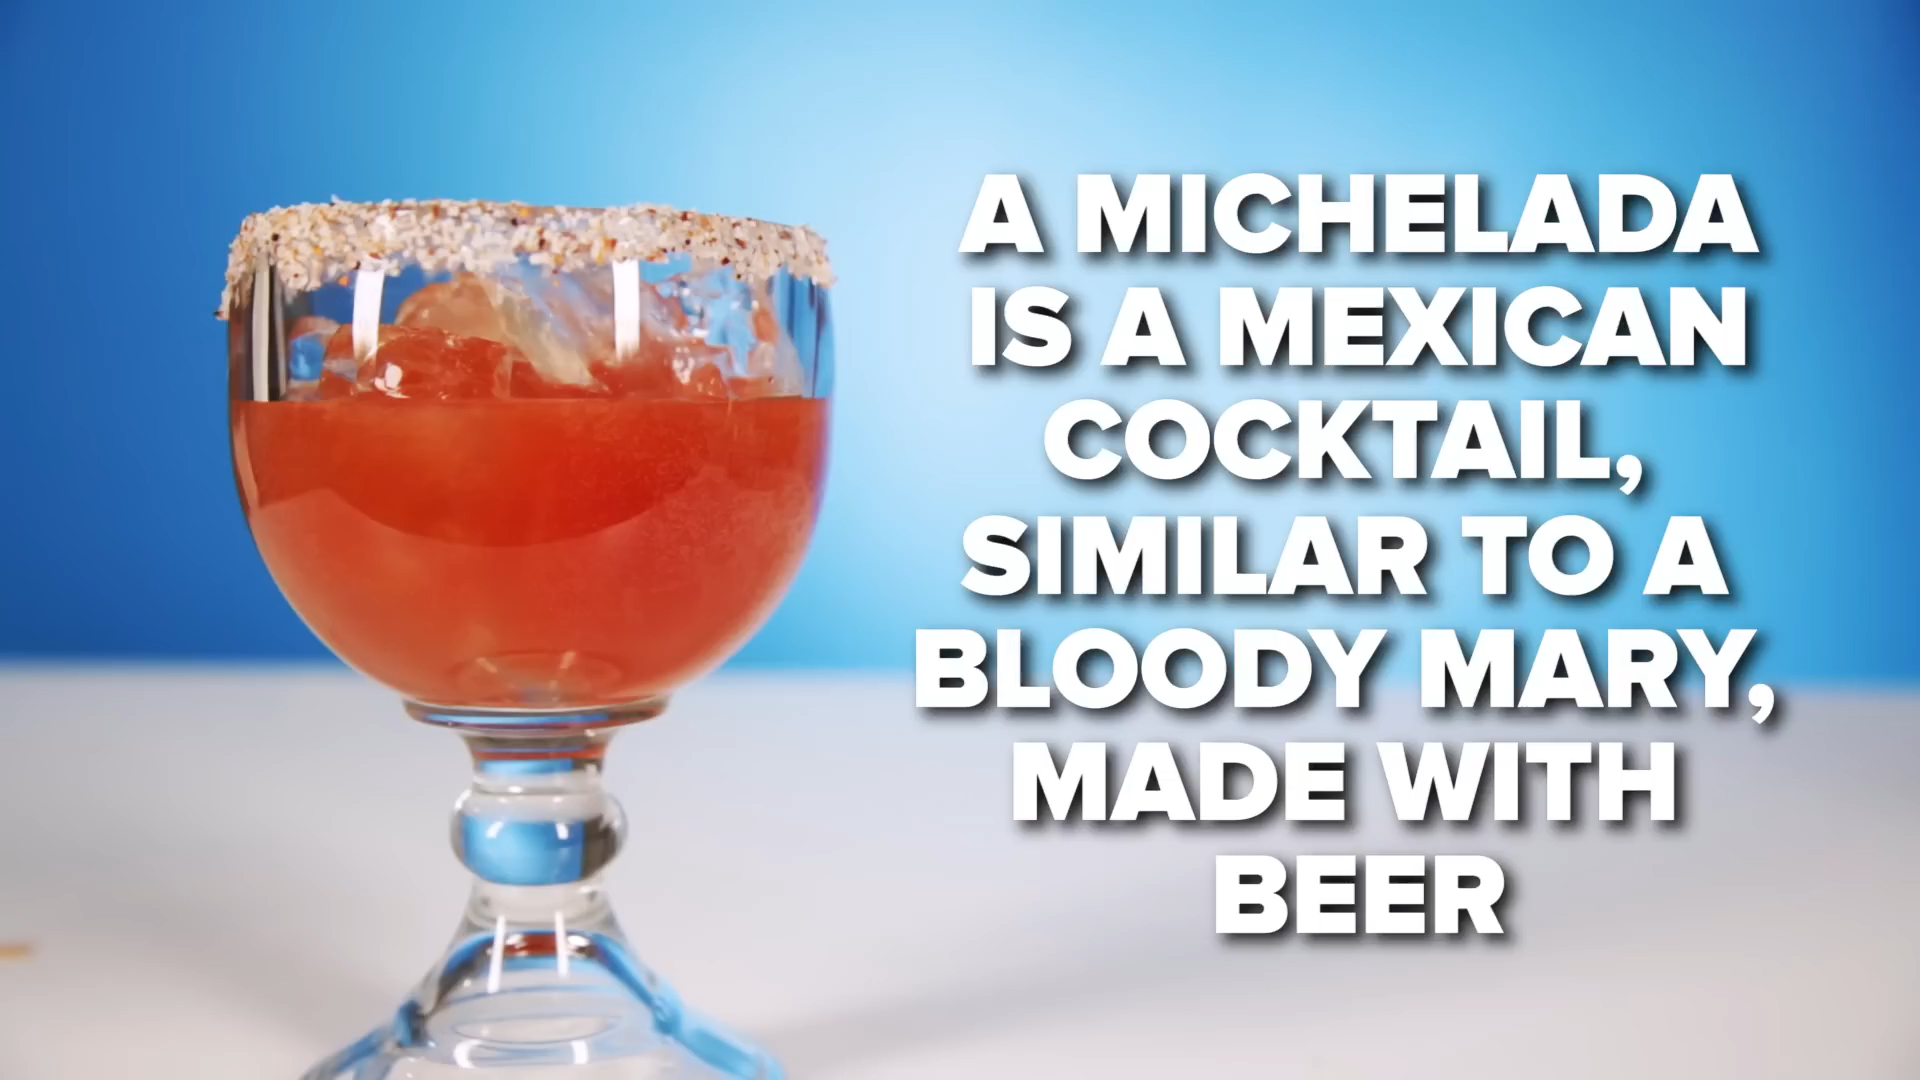 A MICHELADA
IS A MEXICAN
COCKTAIL,
SIMILAR TO A
BLOODY MARY,
MADE WITH
BEER